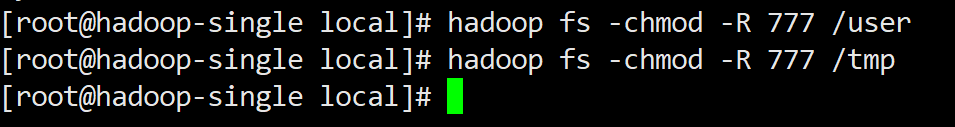 [root@hadoop-single local]# hadoop fs -chmod -R 777 /user
[root@hadoop-single local]# hadoop fs -chmod -R 777 /tmp
[root@hadoop-single local]#